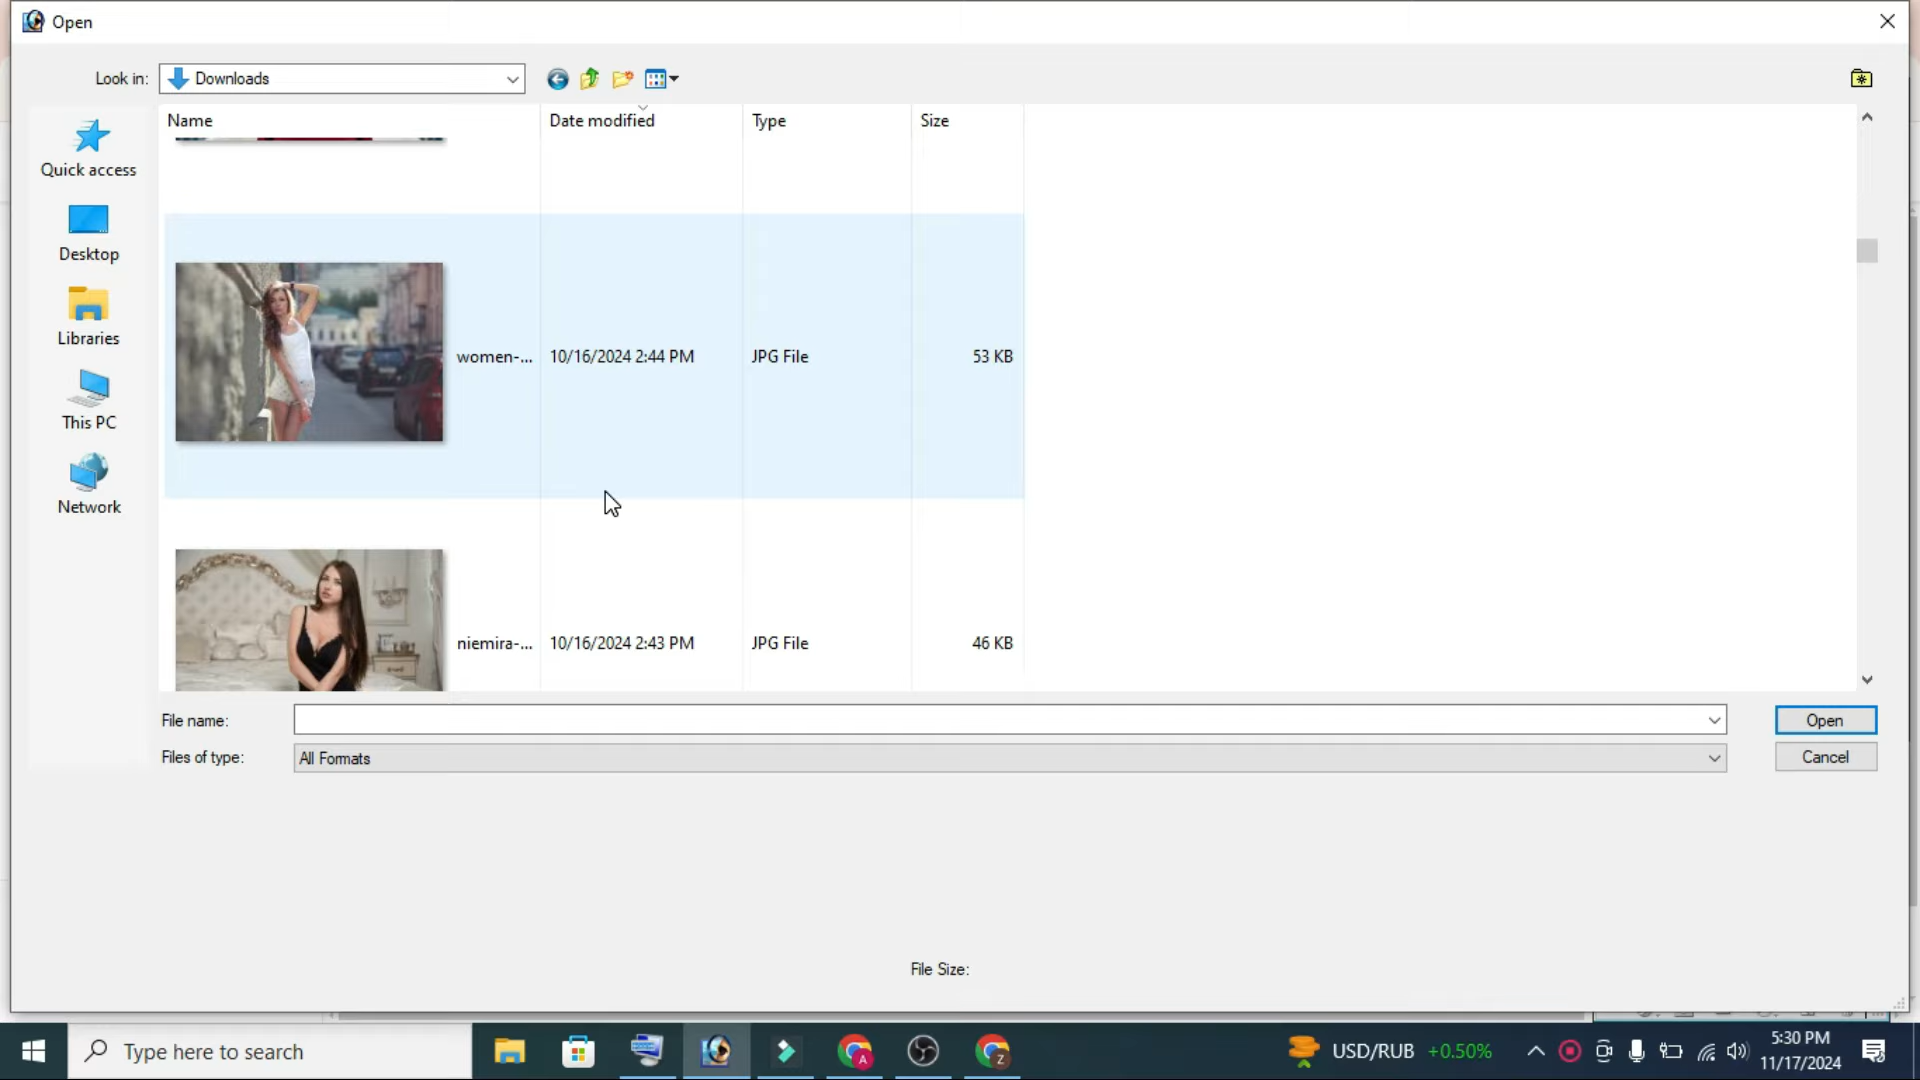 Open
Look in: Downloads
Name Date modified Type Size
Quick access
Desktop
Libraries
This PC
Network
women-... 10/16/2024 2:44 PM JPG File 53 KB
niemira-... 10/16/2024 2:43 PM JPG File 46 KB
File name: Open
Files of type: All Formats Cancel
File Size:
Type here to search A Z USD/RUB +0.50% 5:30 PM
11/17/2024